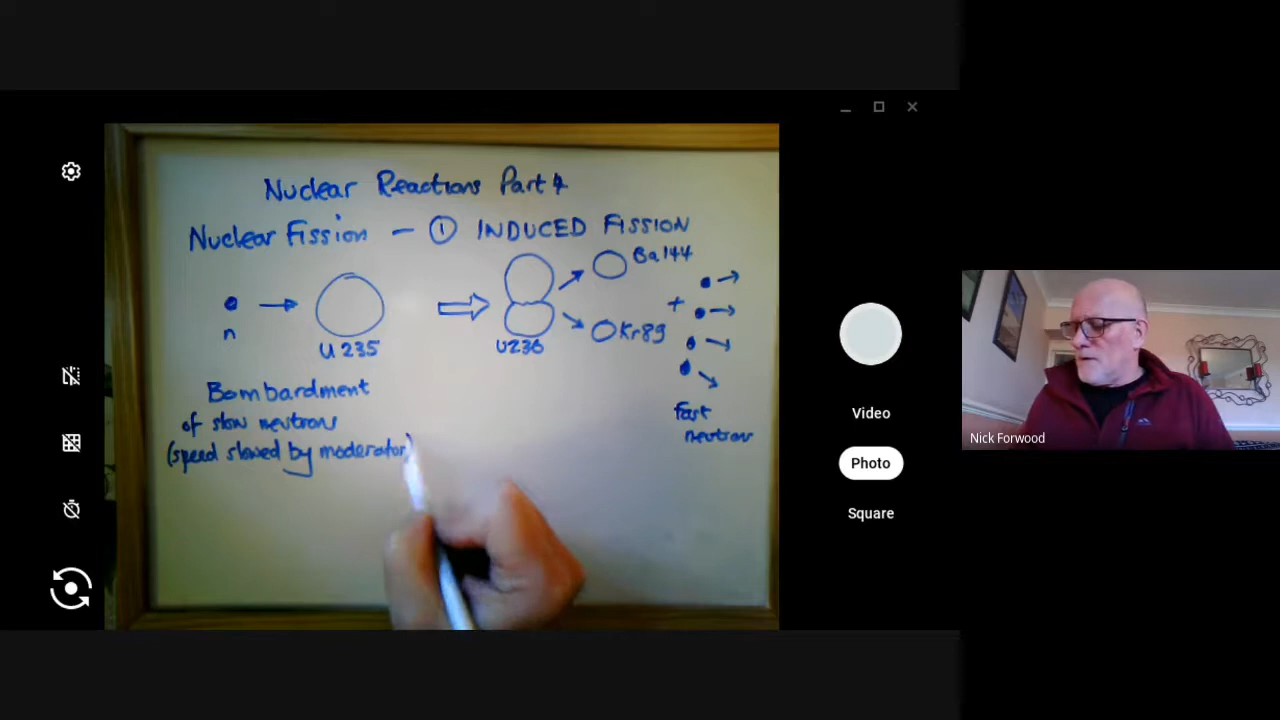 Nuclear Reactions Part 4
Nuclear Fission - ① INDUCED FISSION
Ba144
+
n
U235
U236
Kr89
Bombardment
of slow neutrons
(speed slowed by moderator)
fast
neutrons
Video
Photo
Square
Nick Forwood